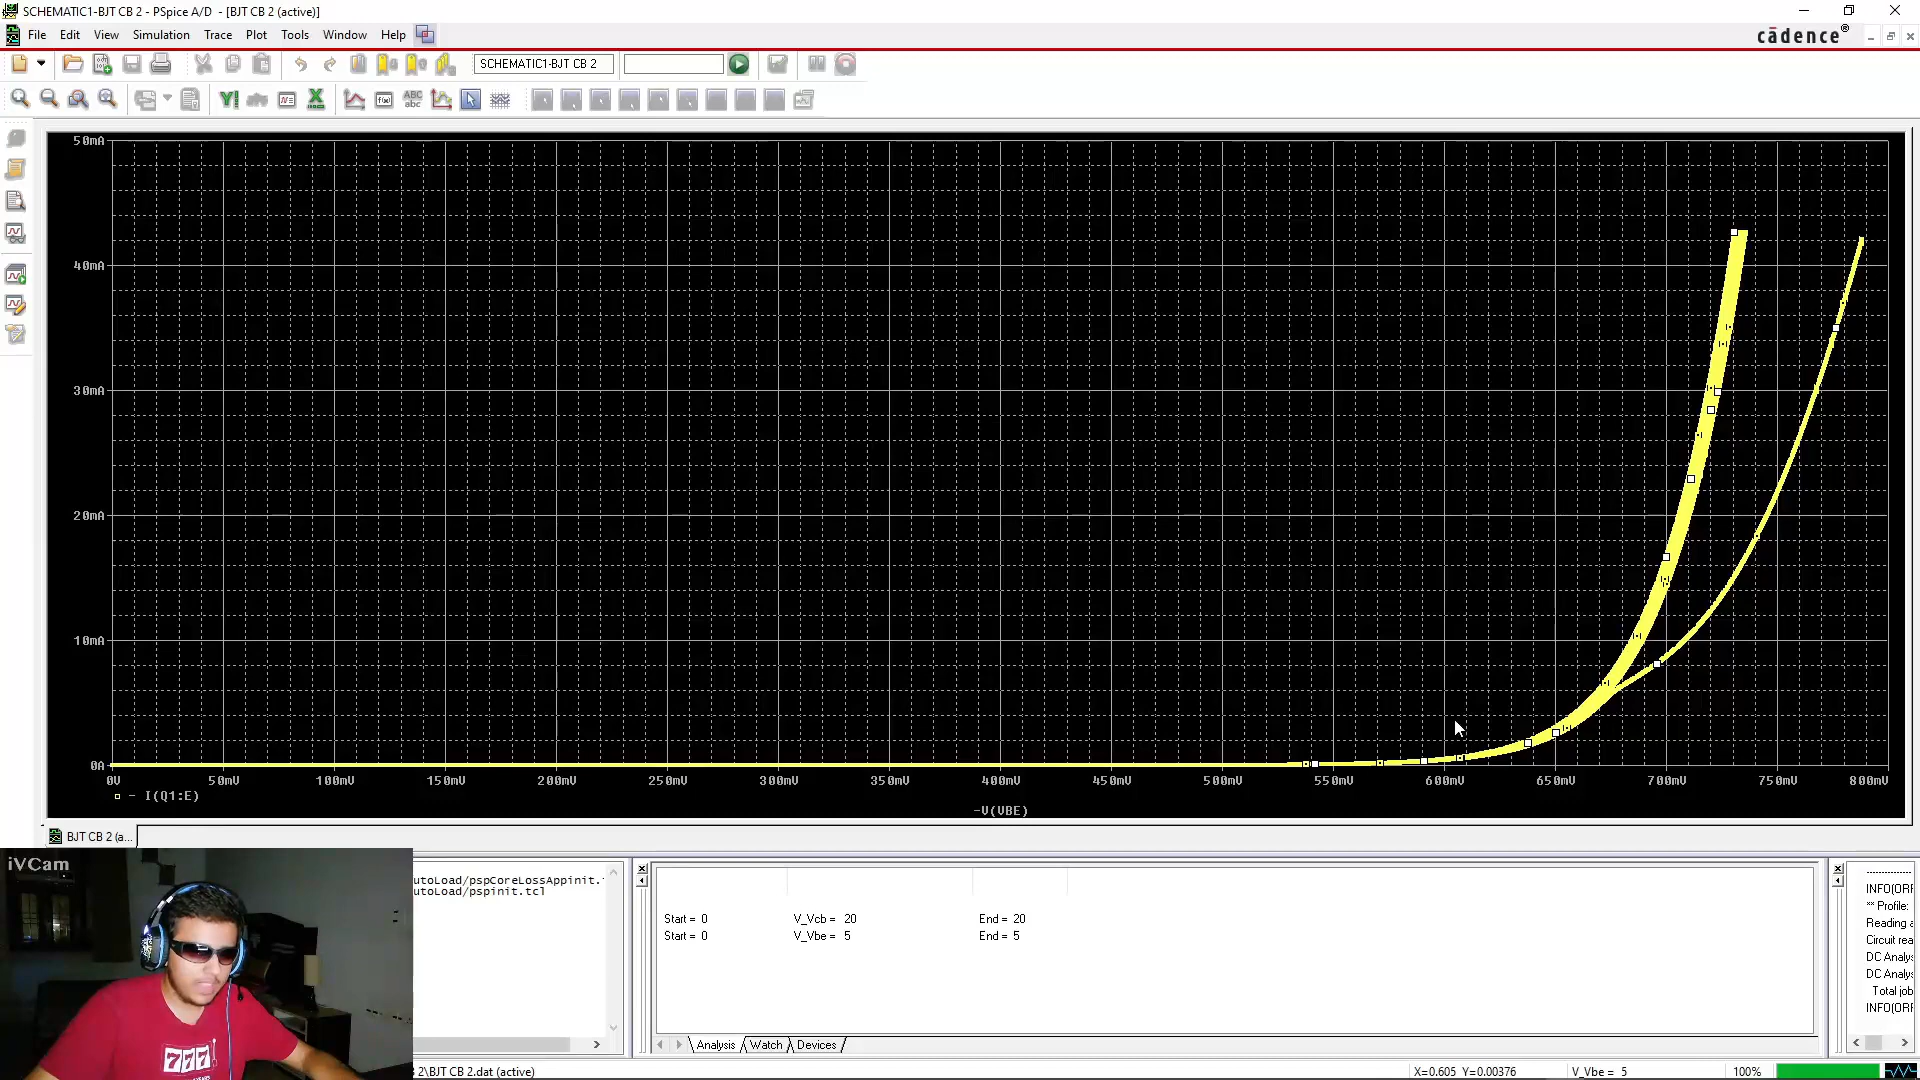 SCHEMATIC1-BJT CB 2 - PSpice A/D - [BJT CB 2 (active)]
File Edit View Simulation Trace Plot Tools Window Help
cādence®
SCHEMATIC1-BJT CB 2
50mA
40mA
30mA
20mA
10mA
0A
0V 50mV 100mV 150mV 200mV 250mV 300mV 350mV 400mV 450mV 500mV 550mV 600mV 650mV 700mV 750mV 800mV
- I(Q1:E)
-V(VBE)
BJT CB 2 (a...
iVCam
utoLoad/pspCoreLossAppinit.
utoLoad/pspinit.tcl
Start = 0 V_Vcb = 20 End = 20
Start = 0 V_Vbe = 5 End = 5
INFO(ORP
** Profile:
Reading a
Circuit rea
DC Analys
DC Analys
Total job
INFO(ORP
Analysis Watch Devices
777
2\BJT CB 2.dat (active)
X=0.605 Y=0.00376
V_Vbe = 5
100%